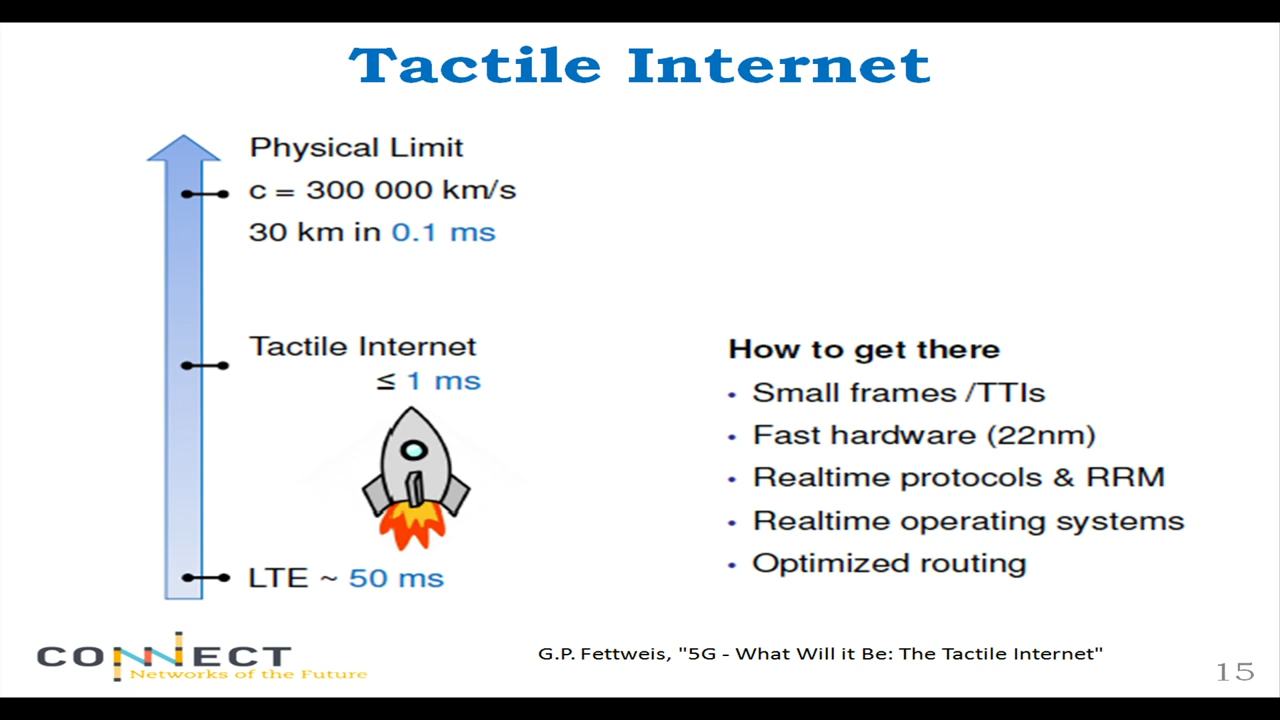 Tactile Internet
Physical Limit
c = 300 000 km/s
30 km in 0.1 ms
Tactile Internet
≤ 1 ms
LTE ~ 50 ms
How to get there
• Small frames /TTIs
• Fast hardware (22nm)
• Realtime protocols & RRM
• Realtime operating systems
• Optimized routing
CONNECT
Networks of the Future
G.P. Fettweis, "5G - What Will it Be: The Tactile Internet"
15